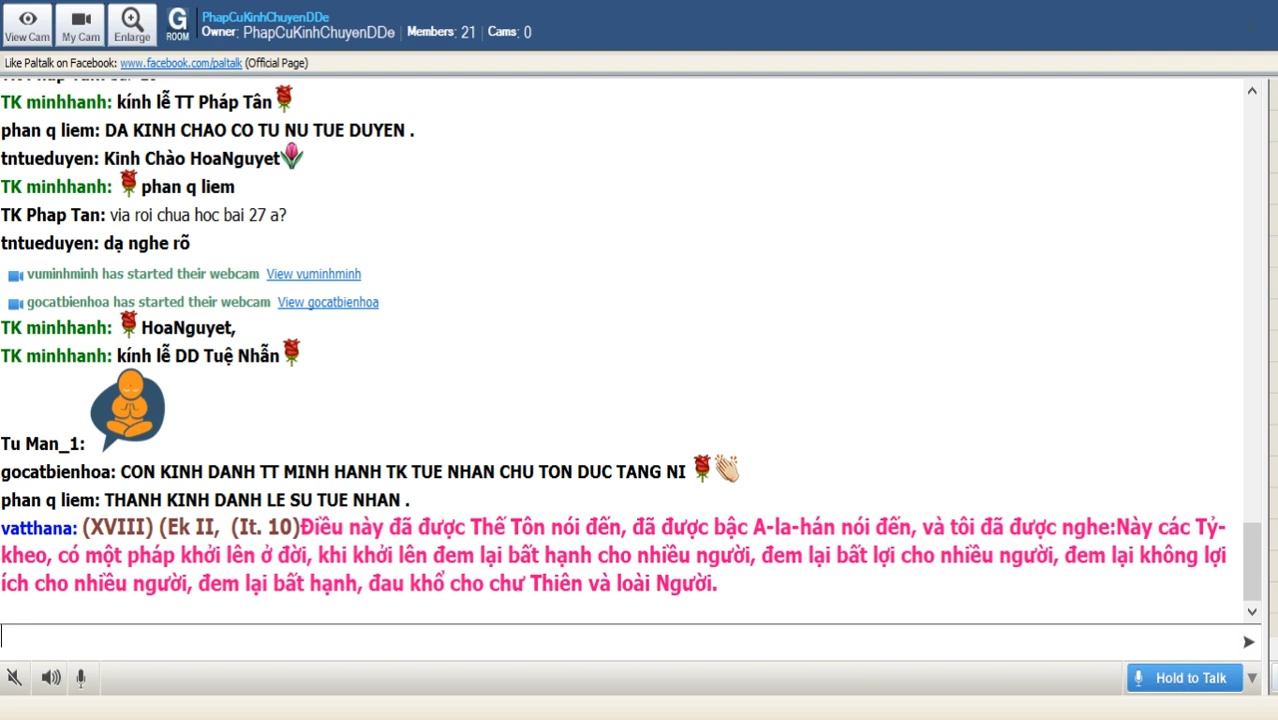 PhapCuKinhChuyenDDe
View Cam
My Cam
Enlarge
G
ROOM
Owner: PhapCuKinhChuyenDDe | Members: 21 | Cams: 0
Like Paltalk on Facebook: www.facebook.com/paltalk (Official Page)
TK minhhanh: kính lễ TT Pháp Tân
phan q liem: DA KINH CHAO CO TU NU TUE DUYEN .
tntueduyen: Kinh Chào HoaNguyet
TK minhhanh: phan q liem
TK Phap Tan: via roi chua hoc bai 27 a?
tntueduyen: dạ nghe rõ
vuminhminh has started their webcam View vuminhminh
gocatbienhoa has started their webcam View gocatbienhoa
TK minhhanh: HoaNguyet,
TK minhhanh: kính lễ DD Tuệ Nhẫn
Tu Man_1:
gocatbienhoa: CON KINH DANH TT MINH HANH TK TUE NHAN CHU TON DUC TANG NI
phan q liem: THANH KINH DANH LE SU TUE NHAN .
vatthana: (XVIII) (Ek II, (It. 10)Điều này đã được Thế Tôn nói đến, đã được bậc A-la-hán nói đến, và tôi đã được nghe:Này các Tỷ-
kheo, có một pháp khởi lên ở đời, khi khởi lên đem lại bất hạnh cho nhiều người, đem lại bất lợi cho nhiều người, đem lại không lợi
ích cho nhiều người, đem lại bất hạnh, đau khổ cho chư Thiên và loài Người.
Hold to Talk